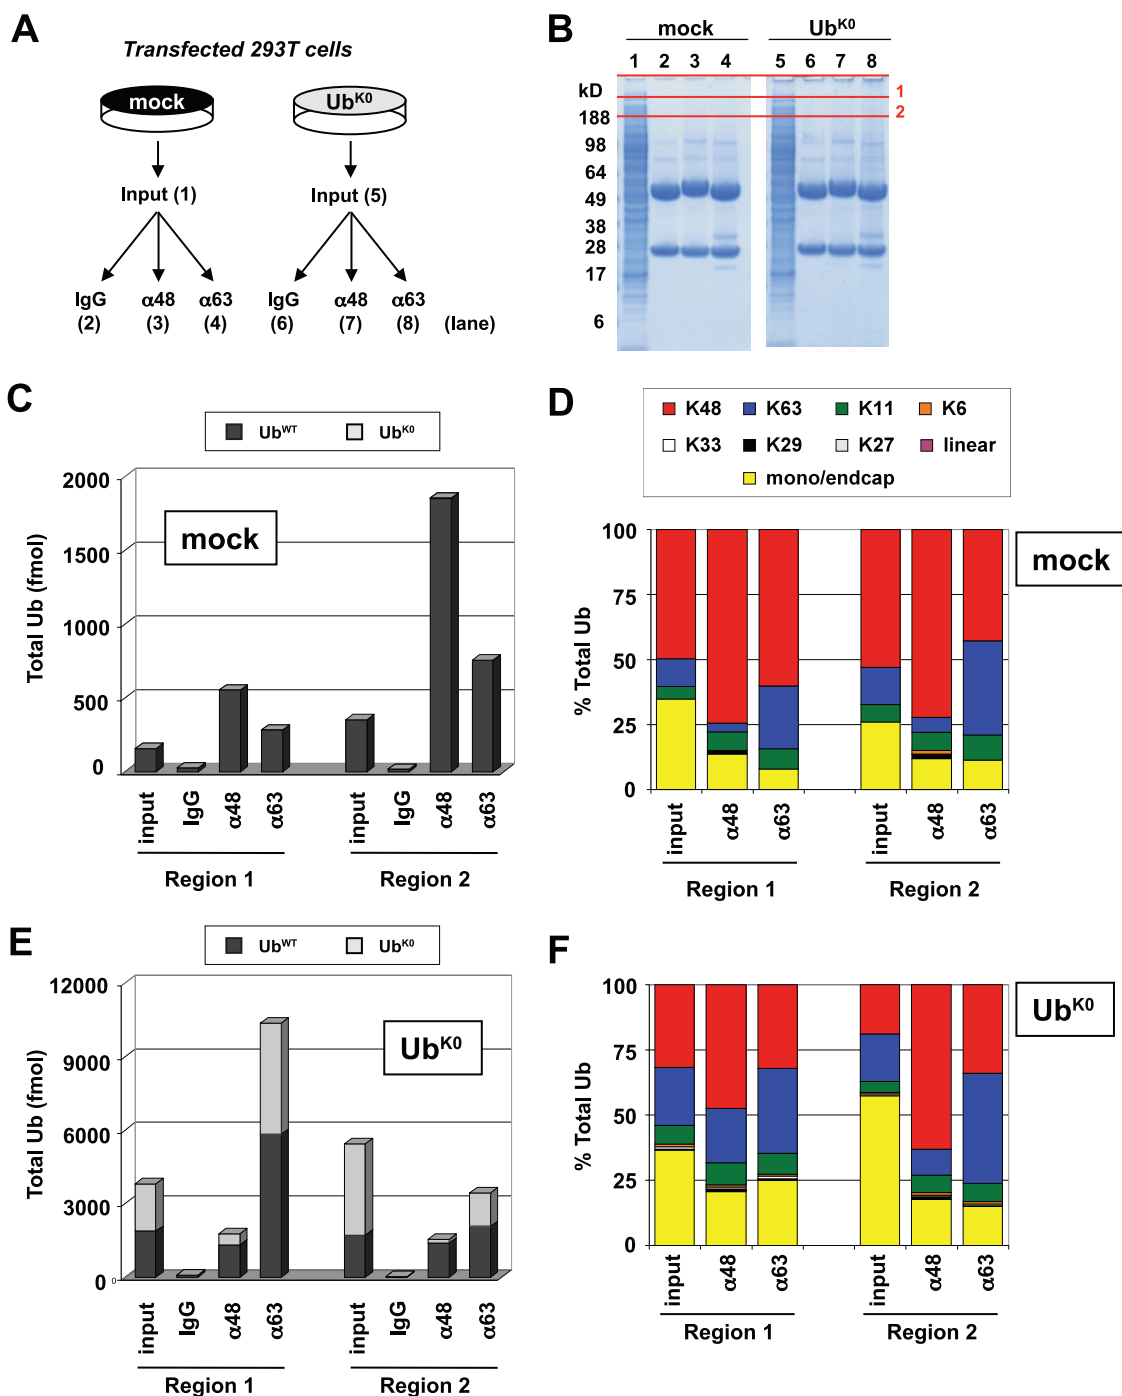 A
Transfected 293T cells
mock
Ub^K0
Input (1)
Input (5)
IgG α48 α63 IgG α48 α63
(2) (3) (4) (6) (7) (8) (lane)
B
mock Ub^K0
1 2 3 4 5 6 7 8
kD
188
98
64
49
38
28
17
6
1
2
C
Ub^WT Ub^K0
mock
Total Ub (fmol)
2000
1500
1000
500
0
input IgG α48 α63 input IgG α48 α63
Region 1 Region 2
D
K48 K63 K11 K6
K33 K29 K27 linear
mono/endcap
mock
% Total Ub
100
75
50
25
0
input α48 α63 input α48 α63
Region 1 Region 2
E
Ub^WT Ub^K0
Ub^K0
Total Ub (fmol)
12000
9000
6000
3000
0 0
input IgG α48 α63 input IgG α48 α63
Region 1 Region 2
F
Ub^K0
% Total Ub
100
75
50
25
0
input α48 α63 input α48 α63
Region 1 Region 2